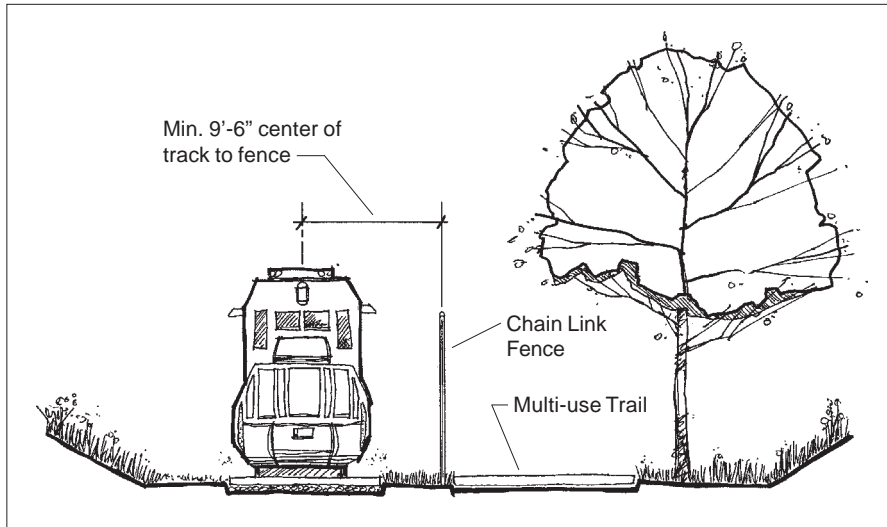 Min. 9’-6” center of
track to fence
Chain Link
Fence
Multi-use Trail